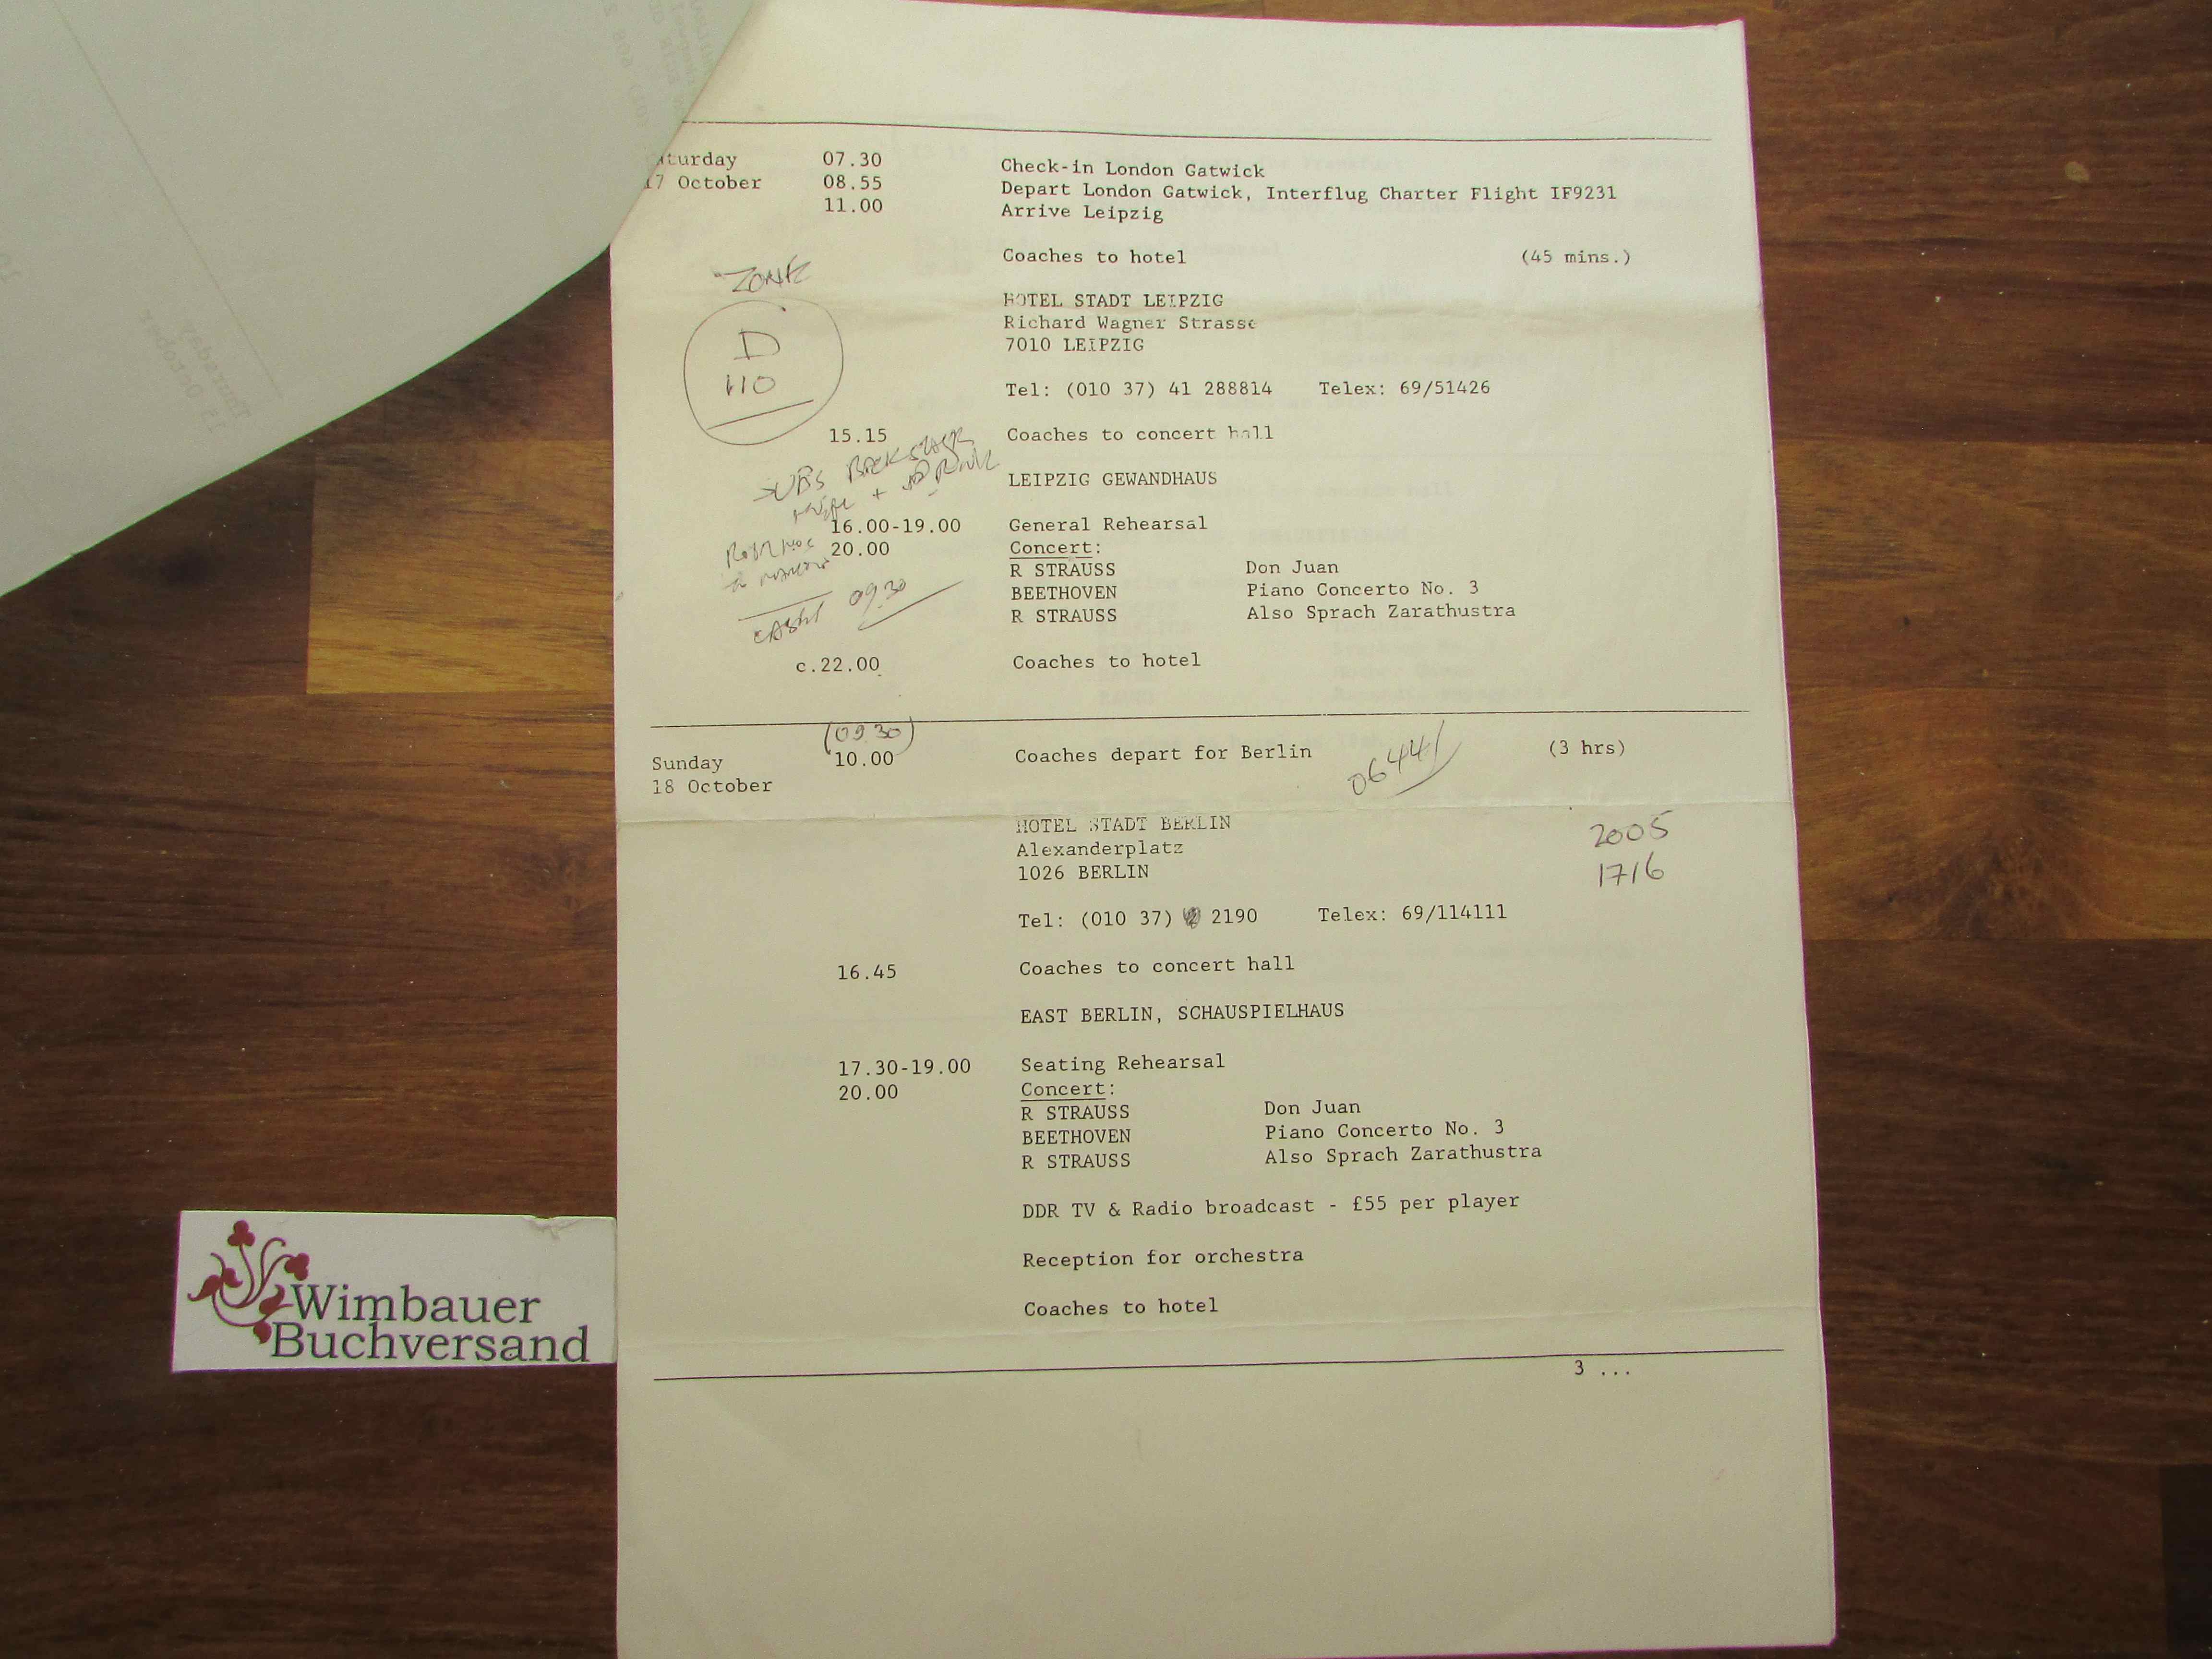 Thursday
15 October
aturday 07.30 Check-in London Gatwick
17 October 08.55 Depart London Gatwick, Interflug Charter Flight IF9231
11.00 Arrive Leipzig
Coaches to hotel (45 mins.)
HOTEL STADT LEIPZIG
Richard Wagner Strasse
7010 LEIPZIG
D
110
Tel: (010 37) 41 288814 Telex: 69/51426
15.15 Coaches to concert hall
BACKSTAGE
+
LEIPZIG GEWANDHAUS
16.00-19.00 General Rehearsal
20.00 Concert:
R STRAUSS Don Juan
BEETHOVEN Piano Concerto No. 3
R STRAUSS Also Sprach Zarathustra
0930
c.22.00 Coaches to hotel
(09 30)
Sunday 10.00 Coaches depart for Berlin 0644 (3 hrs)
18 October
HOTEL STADT BERLIN 2005
Alexanderplatz
1026 BERLIN 1716
Tel: (010 37) 2190 Telex: 69/114111
16.45 Coaches to concert hall
EAST BERLIN, SCHAUSPIELHAUS
17.30-19.00 Seating Rehearsal
20.00 Concert:
R STRAUSS Don Juan
BEETHOVEN Piano Concerto No. 3
R STRAUSS Also Sprach Zarathustra
DDR TV & Radio broadcast - £55 per player
Reception for orchestra
Coaches to hotel
3 ...
Wimbauer
Buchversand